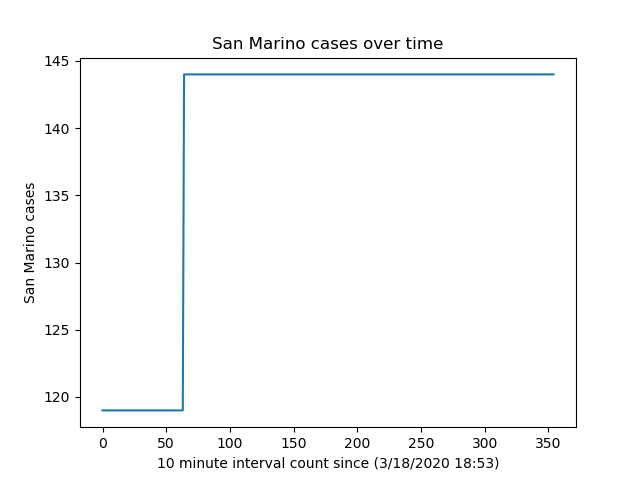 San Marino cases over time
145
140
135
130
125
120
San Marino cases
0 50 100 150 200 250 300 350
10 minute interval count since (3/18/2020 18:53)